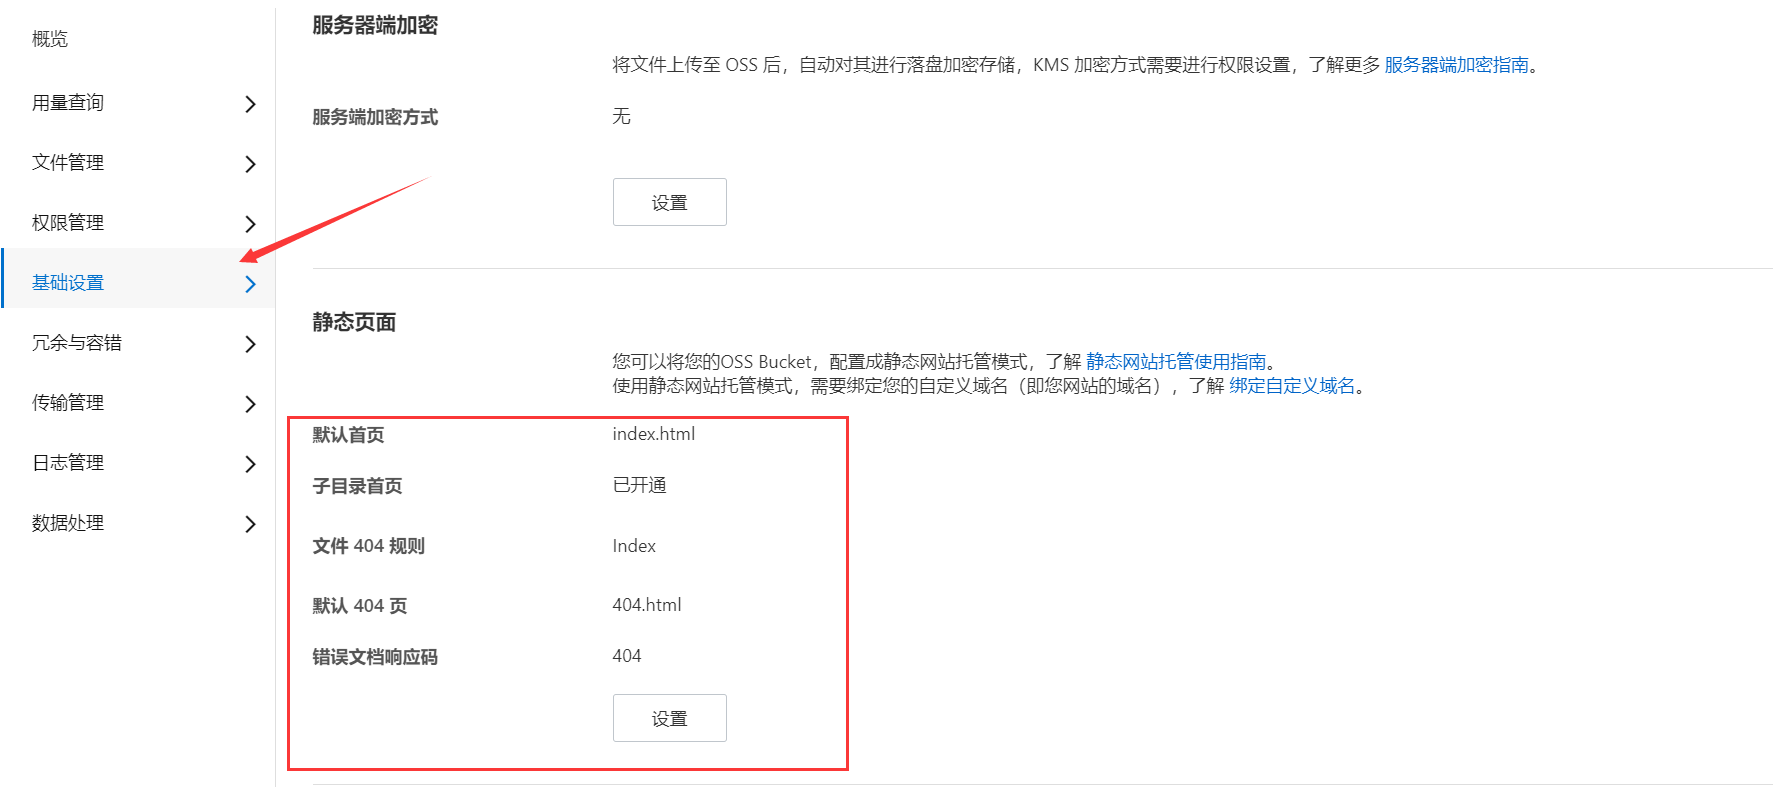 概览
用量查询
文件管理
权限管理
基础设置
冗余与容错
传输管理
日志管理
数据处理
服务器端加密
将文件上传至 OSS 后，自动对其进行落盘加密存储，KMS 加密方式需要进行权限设置，了解更多 服务器端加密指南。
服务端加密方式 无
设置
静态页面
您可以将您的OSS Bucket，配置成静态网站托管模式，了解 静态网站托管使用指南。
使用静态网站托管模式，需要绑定您的自定义域名（即您网站的域名），了解 绑定自定义域名。
默认首页 index.html
子目录首页 已开通
文件 404 规则 Index
默认 404 页 404.html
错误文档响应码 404
设置